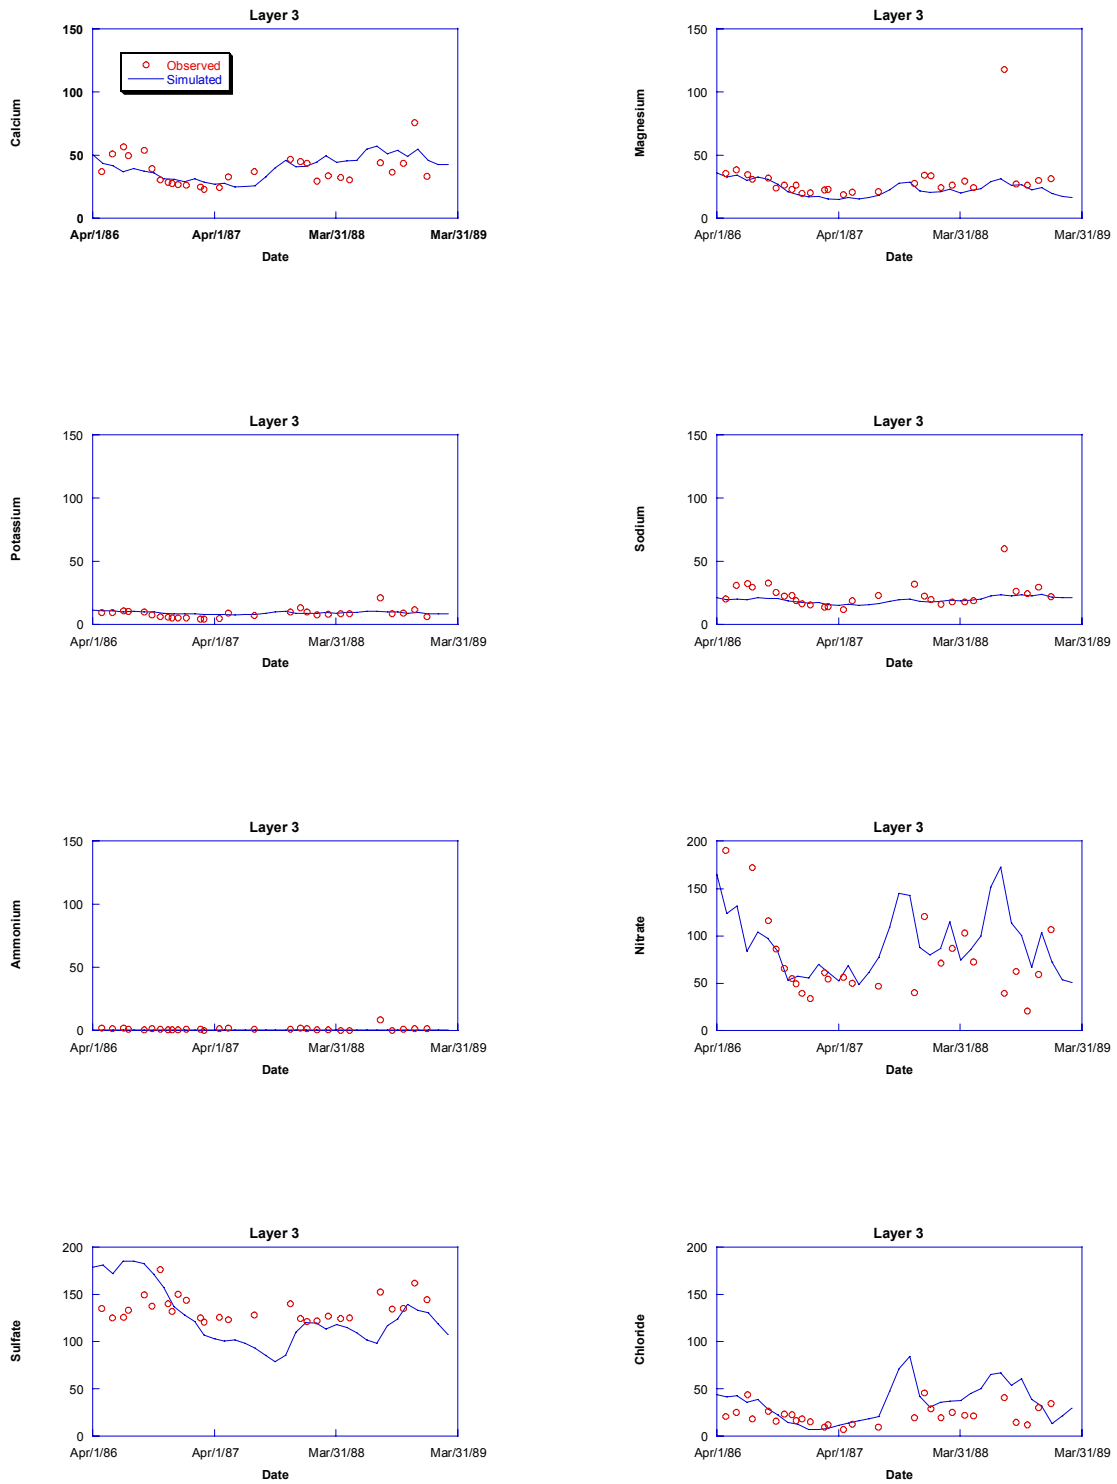 Layer 3
Layer 3
150
100
50
0
Calcium
Observed
Simulated
Apr/1/86
Apr/1/87
Mar/31/88
Mar/31/89
Date
150
100
50
0
Magnesium
Apr/1/86
Apr/1/87
Mar/31/88
Mar/31/89
Date
Layer 3
150
100
50
0
Potassium
Apr/1/86
Apr/1/87
Mar/31/88
Mar/31/89
Date
Layer 3
150
100
50
0
Sodium
Apr/1/86
Apr/1/87
Mar/31/88
Mar/31/89
Date
Layer 3
150
100
50
0
Ammonium
Apr/1/86
Apr/1/87
Mar/31/88
Mar/31/89
Date
Layer 3
200
150
100
50
0
Nitrate
Apr/1/86
Apr/1/87
Mar/31/88
Mar/31/89
Date
Layer 3
200
150
100
50
0
Sulfate
Apr/1/86
Apr/1/87
Mar/31/88
Mar/31/89
Date
Layer 3
200
150
100
50
0
Chloride
Apr/1/86
Apr/1/87
Mar/31/88
Mar/31/89
Date